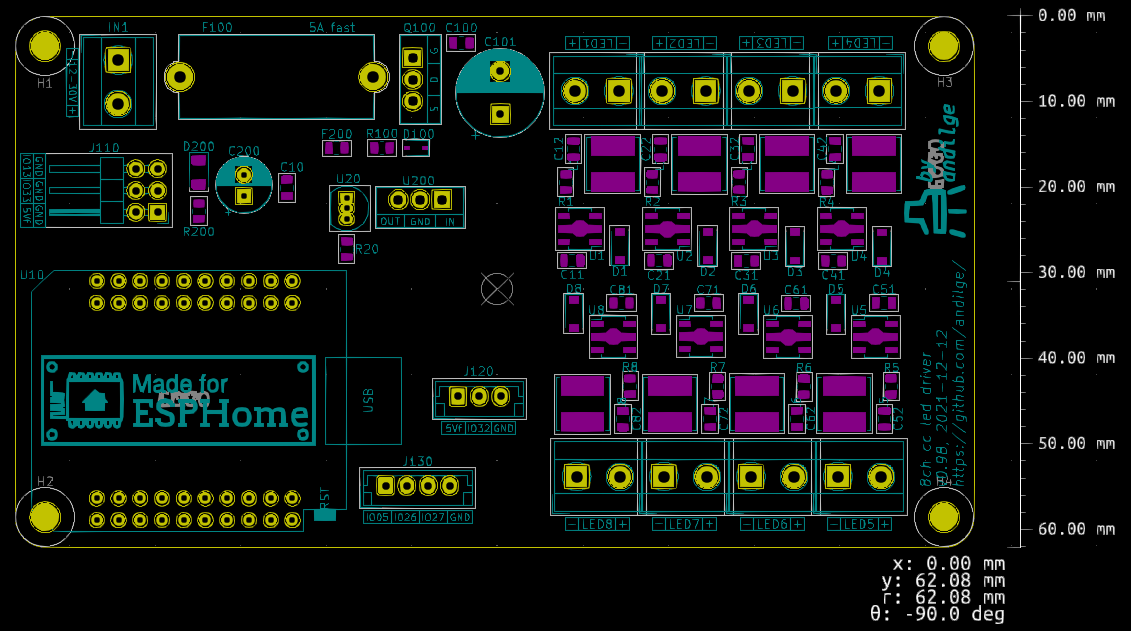 0.00 mm
IN1
F100
5A fast
Q100
C100
C101
+ LED1 -
+ LED2 -
+ LED3 -
+ LED4 -
H1
H3
12-30V +
G
D
S
10.00 mm
D200
C200
F200
R100
D100
C10
C12
C22
C32
C42
by
andilge
J110
GND GND GND
U20
U200
20.00 mm
OUT GND IN
R200
R20
R1
R2
R3
R4
U1
U2
U3
U4
C11
D1
C21
D2
C31
D3
C41
D4
30.00 mm
U10
D8
C81
D7
C71
D6
C61
D5
C51
U8
U7
U6
U5
40.00 mm
Made for
ESPHome
USB
J120
5Vf IO32 GND
R8
R7
R6
R5
C82
C72
C62
C52
8ch cc led driver
0.98, 2021-12-12
https://github.com/andilge/
50.00 mm
J130
IO05 IO26 IO27 GND
H2
H4
RST
- LED8 +
- LED7 +
- LED6 +
- LED5 +
60.00 mm
x: 0.00 mm
y: 62.08 mm
r: 62.08 mm
θ: -90.0 deg